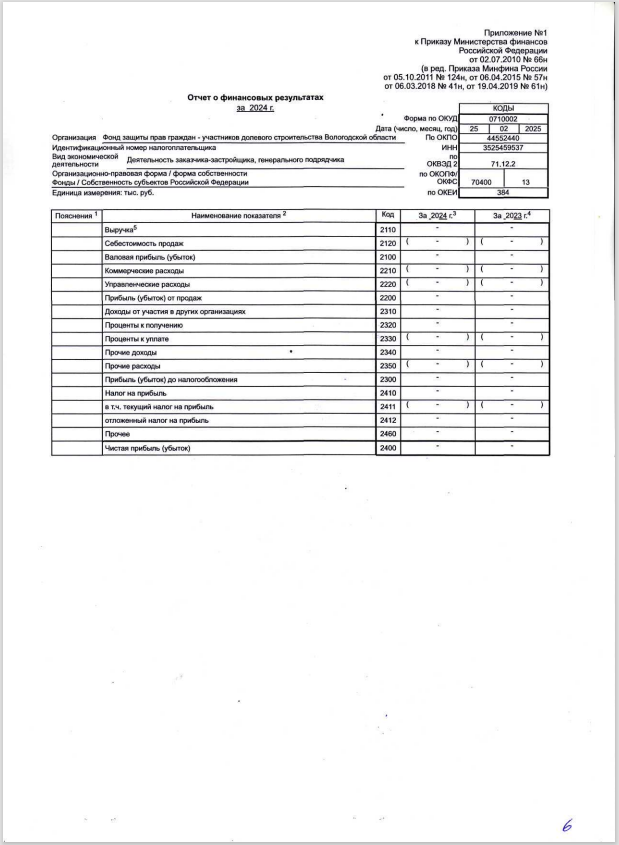 Приложение №1
к Приказу Министерства финансов
Российской Федерации
от 02.07.2010 № 66н
(в ред. Приказа Минфина России
от 05.10.2011 № 124н, от 06.04.2015 № 57н
от 06.03.2018 № 41н, от 19.04.2019 № 61н)
Отчет о финансовых результатах
за 2024 г.
КОДЫ
Форма по ОКУД 0710002
Дата (число, месяц, год) 25 02 2025
Организация Фонд защиты прав граждан - участников долевого строительства Вологодской области По ОКПО 44552440
Идентификационный номер налогоплательщика ИНН 3525459537
Вид экономической деятельности Деятельность заказчика-застройщика, генерального подрядчика по ОКВЭД 2 71.12.2
Организационно-правовая форма / форма собственности по ОКОПФ/
Фонды / Собственность субъектов Российской Федерации ОКФС 70400 13
Единица измерения: тыс. руб. по ОКЕИ 384
Пояснения 1 Наименование показателя 2 Код За 2024 г.3 За 2023 г.4
Выручка5 2110 - -
Себестоимость продаж 2120 ( - ) ( - )
Валовая прибыль (убыток) 2100 - -
Коммерческие расходы 2210 ( - ) ( - )
Управленческие расходы 2220 ( - ) ( - )
Прибыль (убыток) от продаж 2200 - -
Доходы от участия в других организациях 2310 - -
Проценты к получению 2320 - -
Проценты к уплате 2330 ( - ) ( - )
Прочие доходы 2340 - -
Прочие расходы 2350 ( - ) ( - )
Прибыль (убыток) до налогообложения 2300 - -
Налог на прибыль 2410 - -
в т.ч. текущий налог на прибыль 2411 ( - ) ( - )
отложенный налог на прибыль 2412 - -
Прочее 2460 - -
Чистая прибыль (убыток) 2400 - -
6